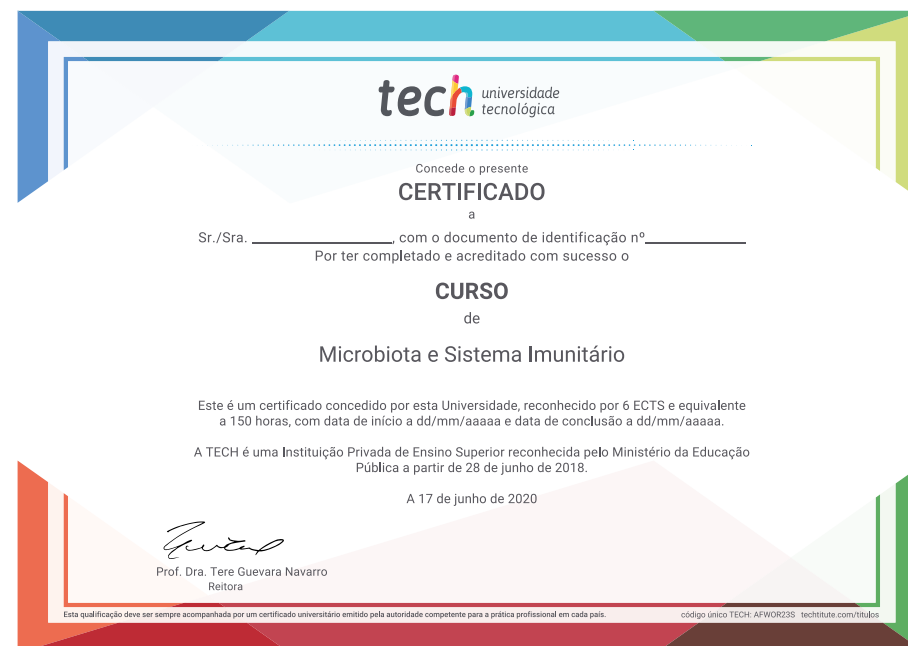 tech universidade
tecnológica
Concede o presente
CERTIFICADO
a
Sr./Sra. ____________________, com o documento de identificação nº______________
Por ter completado e acreditado com sucesso o
CURSO
de
Microbiota e Sistema Imunitário
Este é um certificado concedido por esta Universidade, reconhecido por 6 ECTS e equivalente
a 150 horas, com data de início a dd/mm/aaaaa e data de conclusão a dd/mm/aaaaa.
A TECH é uma Instituição Privada de Ensino Superior reconhecida pelo Ministério da Educação
Pública a partir de 28 de junho de 2018.
A 17 de junho de 2020
Prof. Dra. Tere Guevara Navarro
Reitora
Esta qualificação deve ser sempre acompanhada por um certificado universitário emitido pela autoridade competente para a prática profissional em cada país. código único TECH: AFWOR23S techtitute.com/titulos